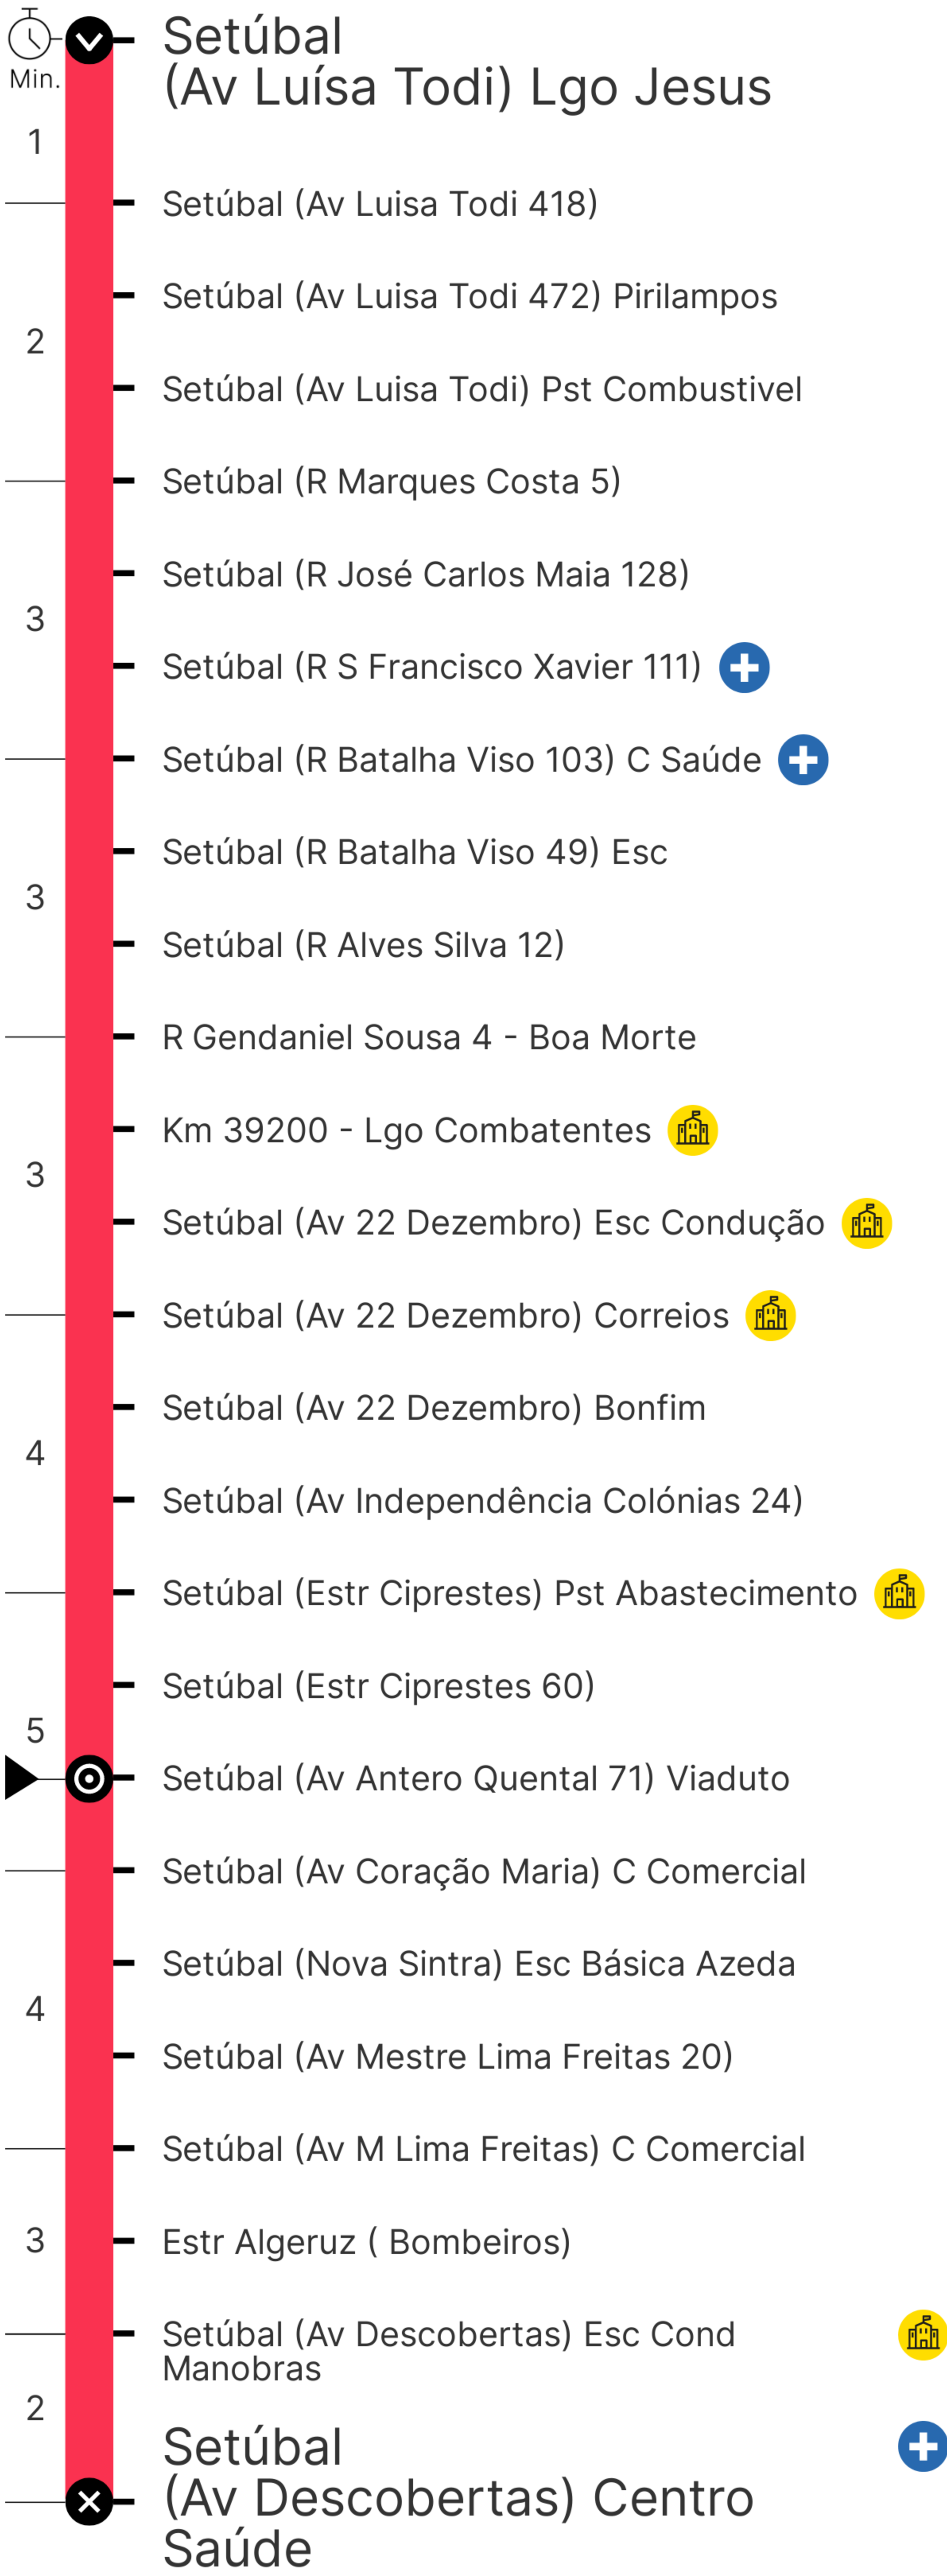 Setúbal
(Av Luísa Todi) Lgo Jesus
Min.
1
Setúbal (Av Luisa Todi 418)
Setúbal (Av Luisa Todi 472) Pirilampos
2
Setúbal (Av Luisa Todi) Pst Combustivel
Setúbal (R Marques Costa 5)
Setúbal (R José Carlos Maia 128)
3
Setúbal (R S Francisco Xavier 111)
Setúbal (R Batalha Viso 103) C Saúde
Setúbal (R Batalha Viso 49) Esc
3
Setúbal (R Alves Silva 12)
R Gendaniel Sousa 4 - Boa Morte
Km 39200 - Lgo Combatentes
3
Setúbal (Av 22 Dezembro) Esc Condução
Setúbal (Av 22 Dezembro) Correios
Setúbal (Av 22 Dezembro) Bonfim
4
Setúbal (Av Independência Colónias 24)
Setúbal (Estr Ciprestes) Pst Abastecimento
Setúbal (Estr Ciprestes 60)
5
Setúbal (Av Antero Quental 71) Viaduto
Setúbal (Av Coração Maria) C Comercial
Setúbal (Nova Sintra) Esc Básica Azeda
4
Setúbal (Av Mestre Lima Freitas 20)
Setúbal (Av M Lima Freitas) C Comercial
3
Estr Algeruz ( Bombeiros)
Setúbal (Av Descobertas) Esc Cond
Manobras
2
Setúbal
(Av Descobertas) Centro
Saúde